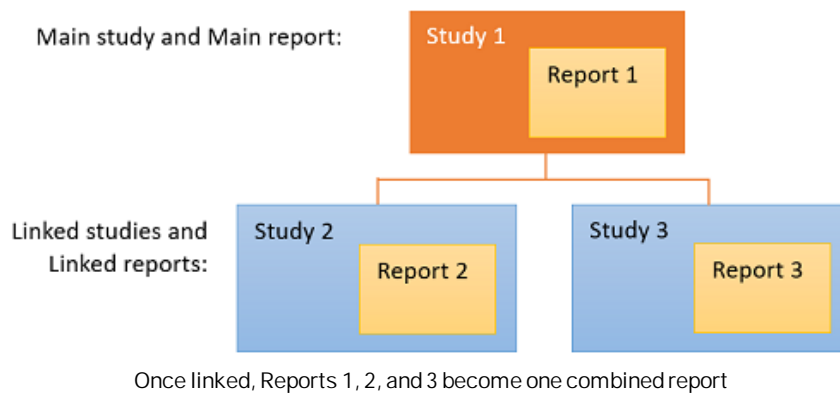 Main study and Main report:
Study 1
Report 1
Linked studies and
Linked reports:
Study 2
Report 2
Study 3
Report 3
Once linked, Reports 1, 2, and 3 become one combined report